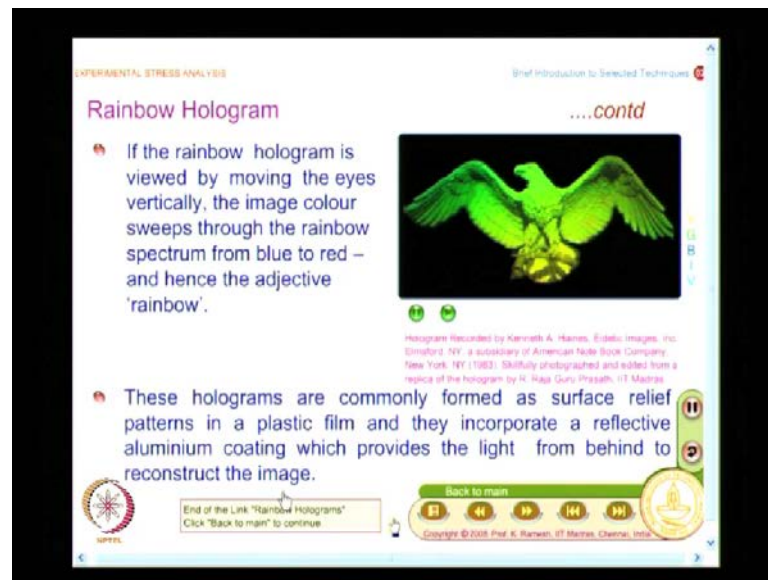 EXPERIMENTAL STRESS ANALYSIS
Brief Introduction to Selected Techniques
Rainbow Hologram
....contd
If the rainbow hologram is
viewed by moving the eyes
vertically, the image colour
sweeps through the rainbow
spectrum from blue to red –
and hence the adjective
'rainbow'.
G
B
I
V
Hologram Recorded by Kenneth A. Haines, Eidetic Images, Inc.
Elmsford, NY, a subsidiary of American Note Book Company,
New York, NY (1983). Skillfully photographed and edited from a
replica of the hologram by R. Raja Guru Prasath, IIT Madras
These holograms are commonly formed as surface relief
patterns in a plastic film and they incorporate a reflective
aluminium coating which provides the light from behind to
reconstruct the image.
Back to main
End of the Link "Rainbow Holograms"
Click "Back to main" to continue
NPTEL
Copyright © 2008, Prof. K. Ramesh, IIT Madras, Chennai, India